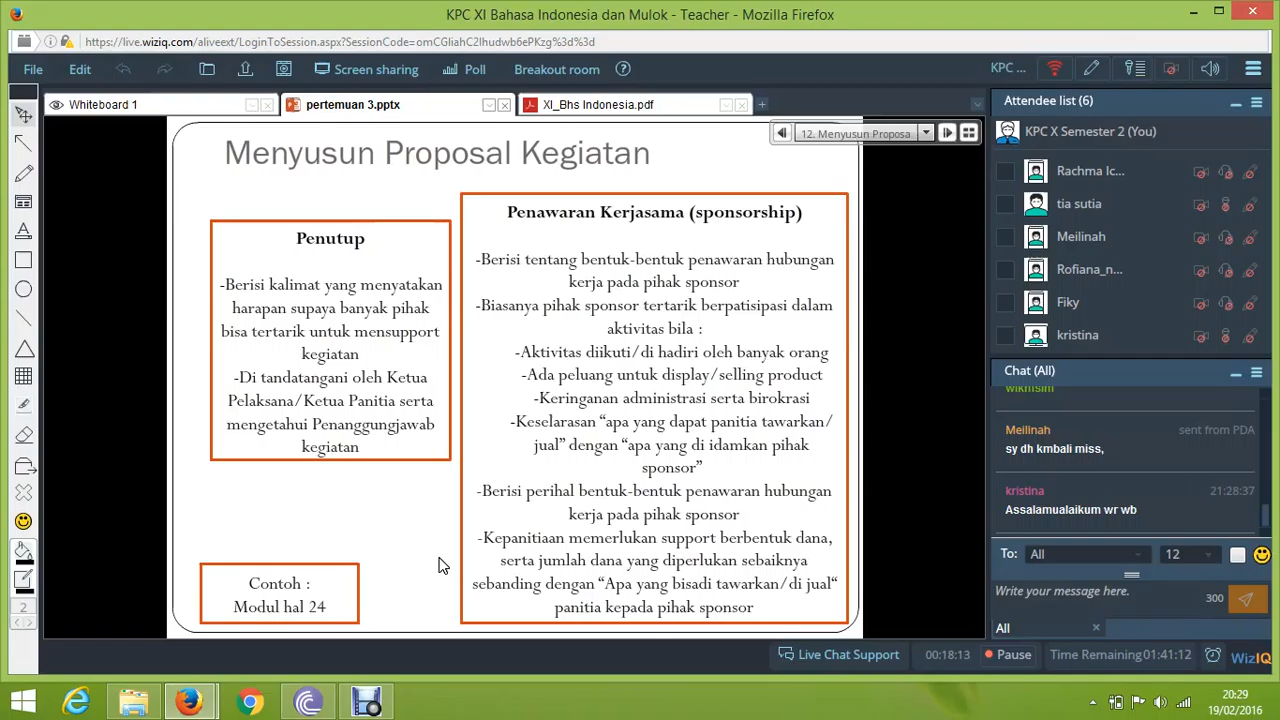 KPC XI Bahasa Indonesia dan Mulok - Teacher - Mozilla Firefox
https://live.wiziq.com/aliveext/LoginToSession.aspx?SessionCode=omCGliahC2lhudwb6ePKzg%3d%3d
File Edit Screen sharing Poll Breakout room KPC ...
Whiteboard 1
pertemuan 3.pptx
XI_Bhs Indonesia.pdf
12. Menyusun Proposa
Menyusun Proposal Kegiatan
Penutup
-Berisi kalimat yang menyatakan
harapan supaya banyak pihak
bisa tertarik untuk mensupport
kegiatan
-Di tandatangani oleh Ketua
Pelaksana/Ketua Panitia serta
mengetahui Penanggungjawab
kegiatan
Contoh :
Modul hal 24
Penawaran Kerjasama (sponsorship)
-Berisi tentang bentuk-bentuk penawaran hubungan
kerja pada pihak sponsor
-Biasanya pihak sponsor tertarik berpatisipasi dalam
aktivitas bila :
-Aktivitas diikuti/di hadiri oleh banyak orang
-Ada peluang untuk display/selling product
-Keringanan administrasi serta birokrasi
-Keselarasan “apa yang dapat panitia tawarkan/
jual” dengan “apa yang di idamkan pihak
sponsor”
-Berisi perihal bentuk-bentuk penawaran hubungan
kerja pada pihak sponsor
-Kepanitiaan memerlukan support berbentuk dana,
serta jumlah dana yang diperlukan sebaiknya
sebanding dengan “Apa yang bisadi tawarkan/di jual“
panitia kepada pihak sponsor
Attendee list (6)
KPC X Semester 2 (You)
Rachma Ic...
tia sutia
Meilinah
Rofiana_n...
Fiky
kristina
Chat (All)
Meilinah sent from PDA
sy dh kmbali miss,
kristina 21:28:37
Assalamualaikum wr wb
To: All 12
Write your message here. 300
All
Live Chat Support 00:18:13 Pause Time Remaining 01:41:12 WizIQ
2
20:29
19/02/2016